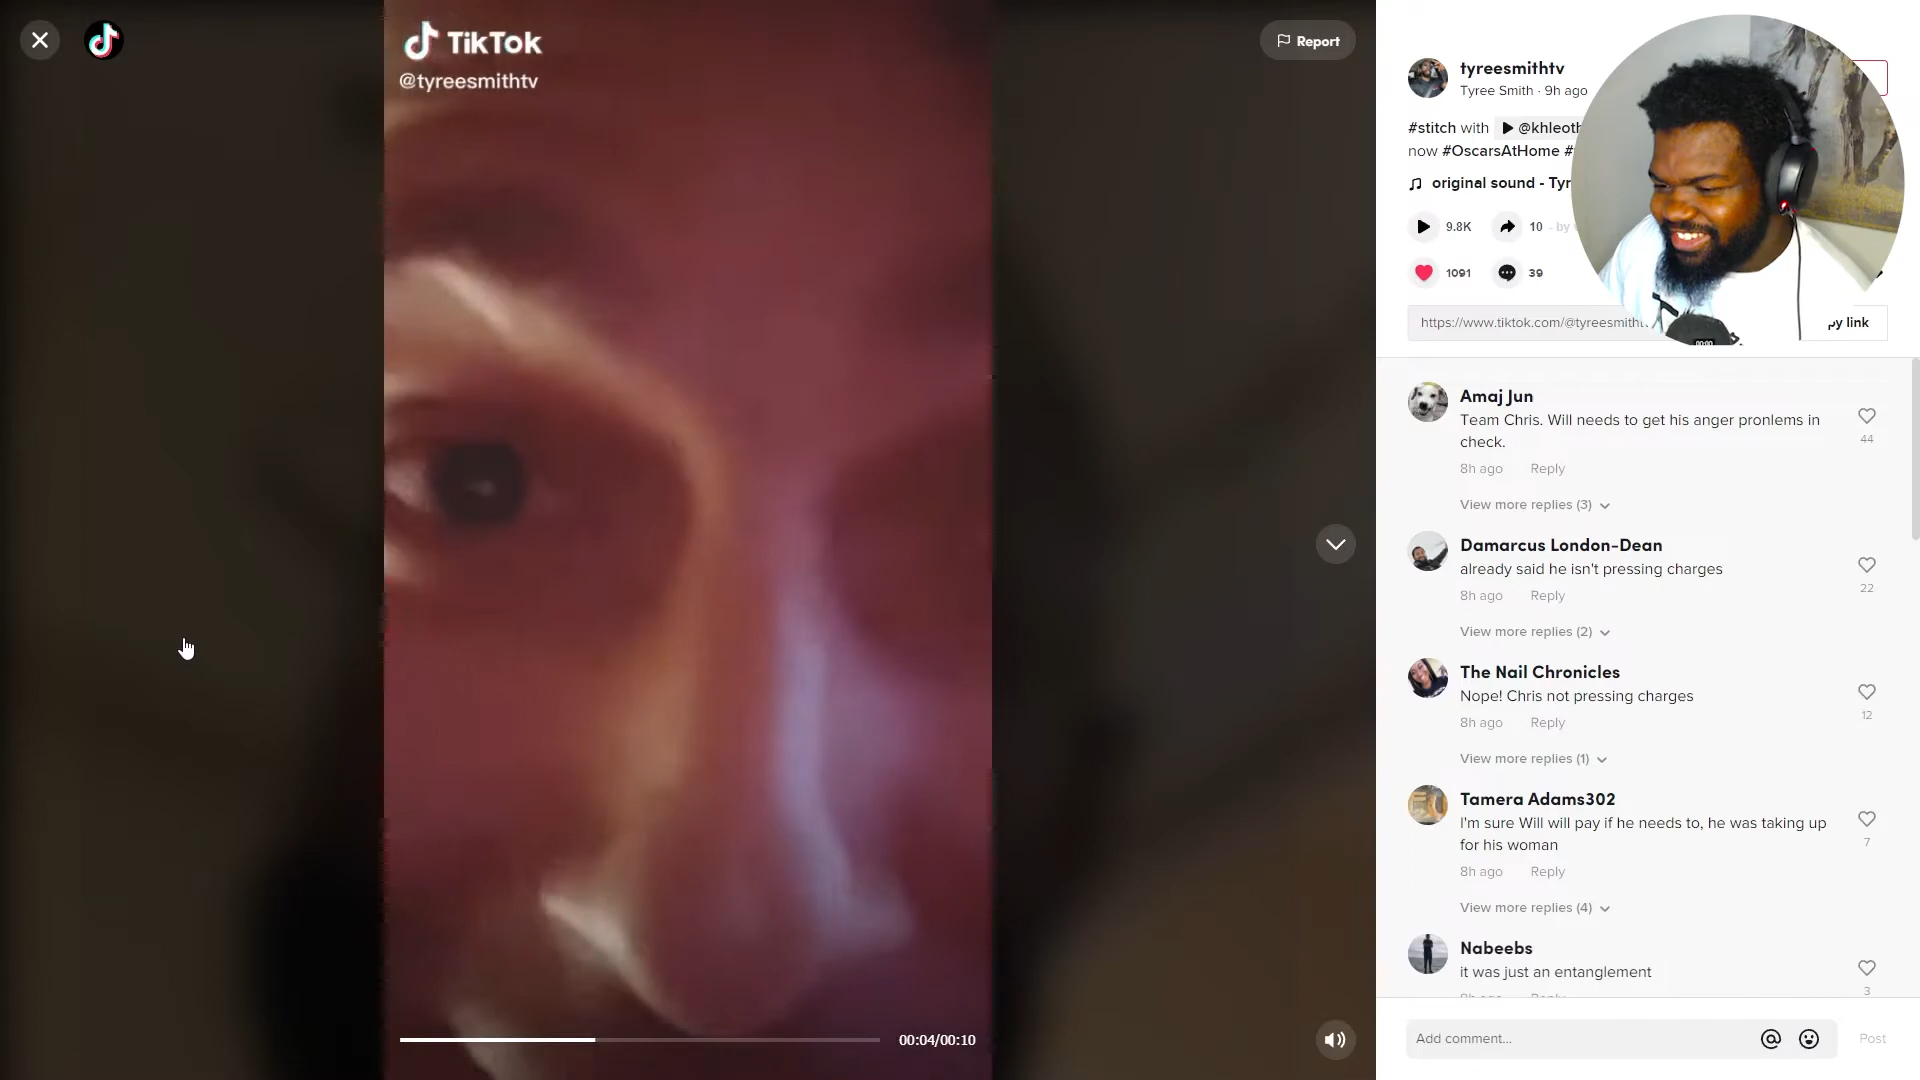 TikTok
@tyreesmithtv
Report
00:04/00:10
tyreesmithtv
Tyree Smith · 9h ago
#stitch with @khleoth
now #OscarsAtHome #
original sound - Tyr
9.8K
10 - by
1091
39
https://www.tiktok.com/@tyreesmitht
py link
Amaj Jun
Team Chris. Will needs to get his anger pronlems in
check.
44
8h ago Reply
View more replies (3)
Damarcus London-Dean
already said he isn't pressing charges
22
8h ago Reply
View more replies (2)
The Nail Chronicles
Nope! Chris not pressing charges
12
8h ago Reply
View more replies (1)
Tamera Adams302
I'm sure Will will pay if he needs to, he was taking up
for his woman
7
8h ago Reply
View more replies (4)
Nabeebs
it was just an entanglement
3
8h ago Reply
Add comment...
Post